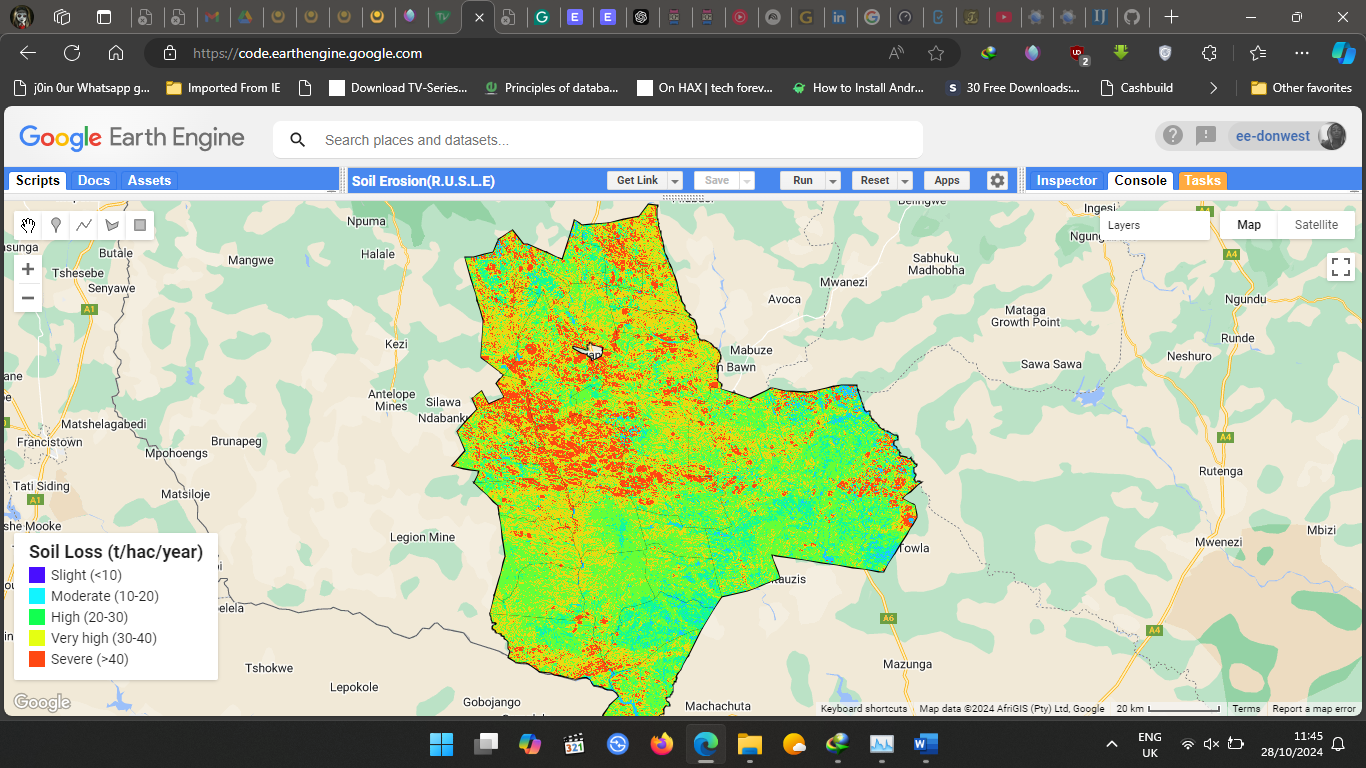 https://code.earthengine.google.com
2
j0in 0ur Whatsapp g...
Imported From IE
Download TV-Series...
Principles of databa...
On HAX | tech forev...
How to Install Andr...
30 Free Downloads:...
Cashbuild
Other favorites
Google Earth Engine
Search places and datasets...
ee-donwest
Scripts
Docs
Assets
Soil Erosion(R.U.S.L.E)
Get Link
Save
Run
Reset
Apps
Inspector
Console
Tasks
Layers
Map
Satellite
Npuma
Butale
Halale
Mangwe
Tshesebe
Senyawe
A1
Kezi
Antelope
Mines
Silawa
Matshelagabedi
Francistown
Brunapeg
Mpohoengs
Tati Siding
A1
Matsiloje
Legion Mine
Tshokwe
Lepokole
Gobojango
Ingesi
A4
Sabhuku
Madhobha
Mwanezi
Avoca
Mataga
Growth Point
Ngundu
Runde
Neshuro
Mabuze
Sawa Sawa
A4
Rutenga
Mbizi
Mwenezi
Towla
A6
A4
Mazunga
Machachuta
Soil Loss (t/hac/year)
Slight (<10)
Moderate (10-20)
High (20-30)
Very high (30-40)
Severe (>40)
Google
Keyboard shortcuts
Map data ©2024 AfriGIS (Pty) Ltd, Google
20 km
Terms
Report a map error
ENG
UK
11:45
28/10/2024